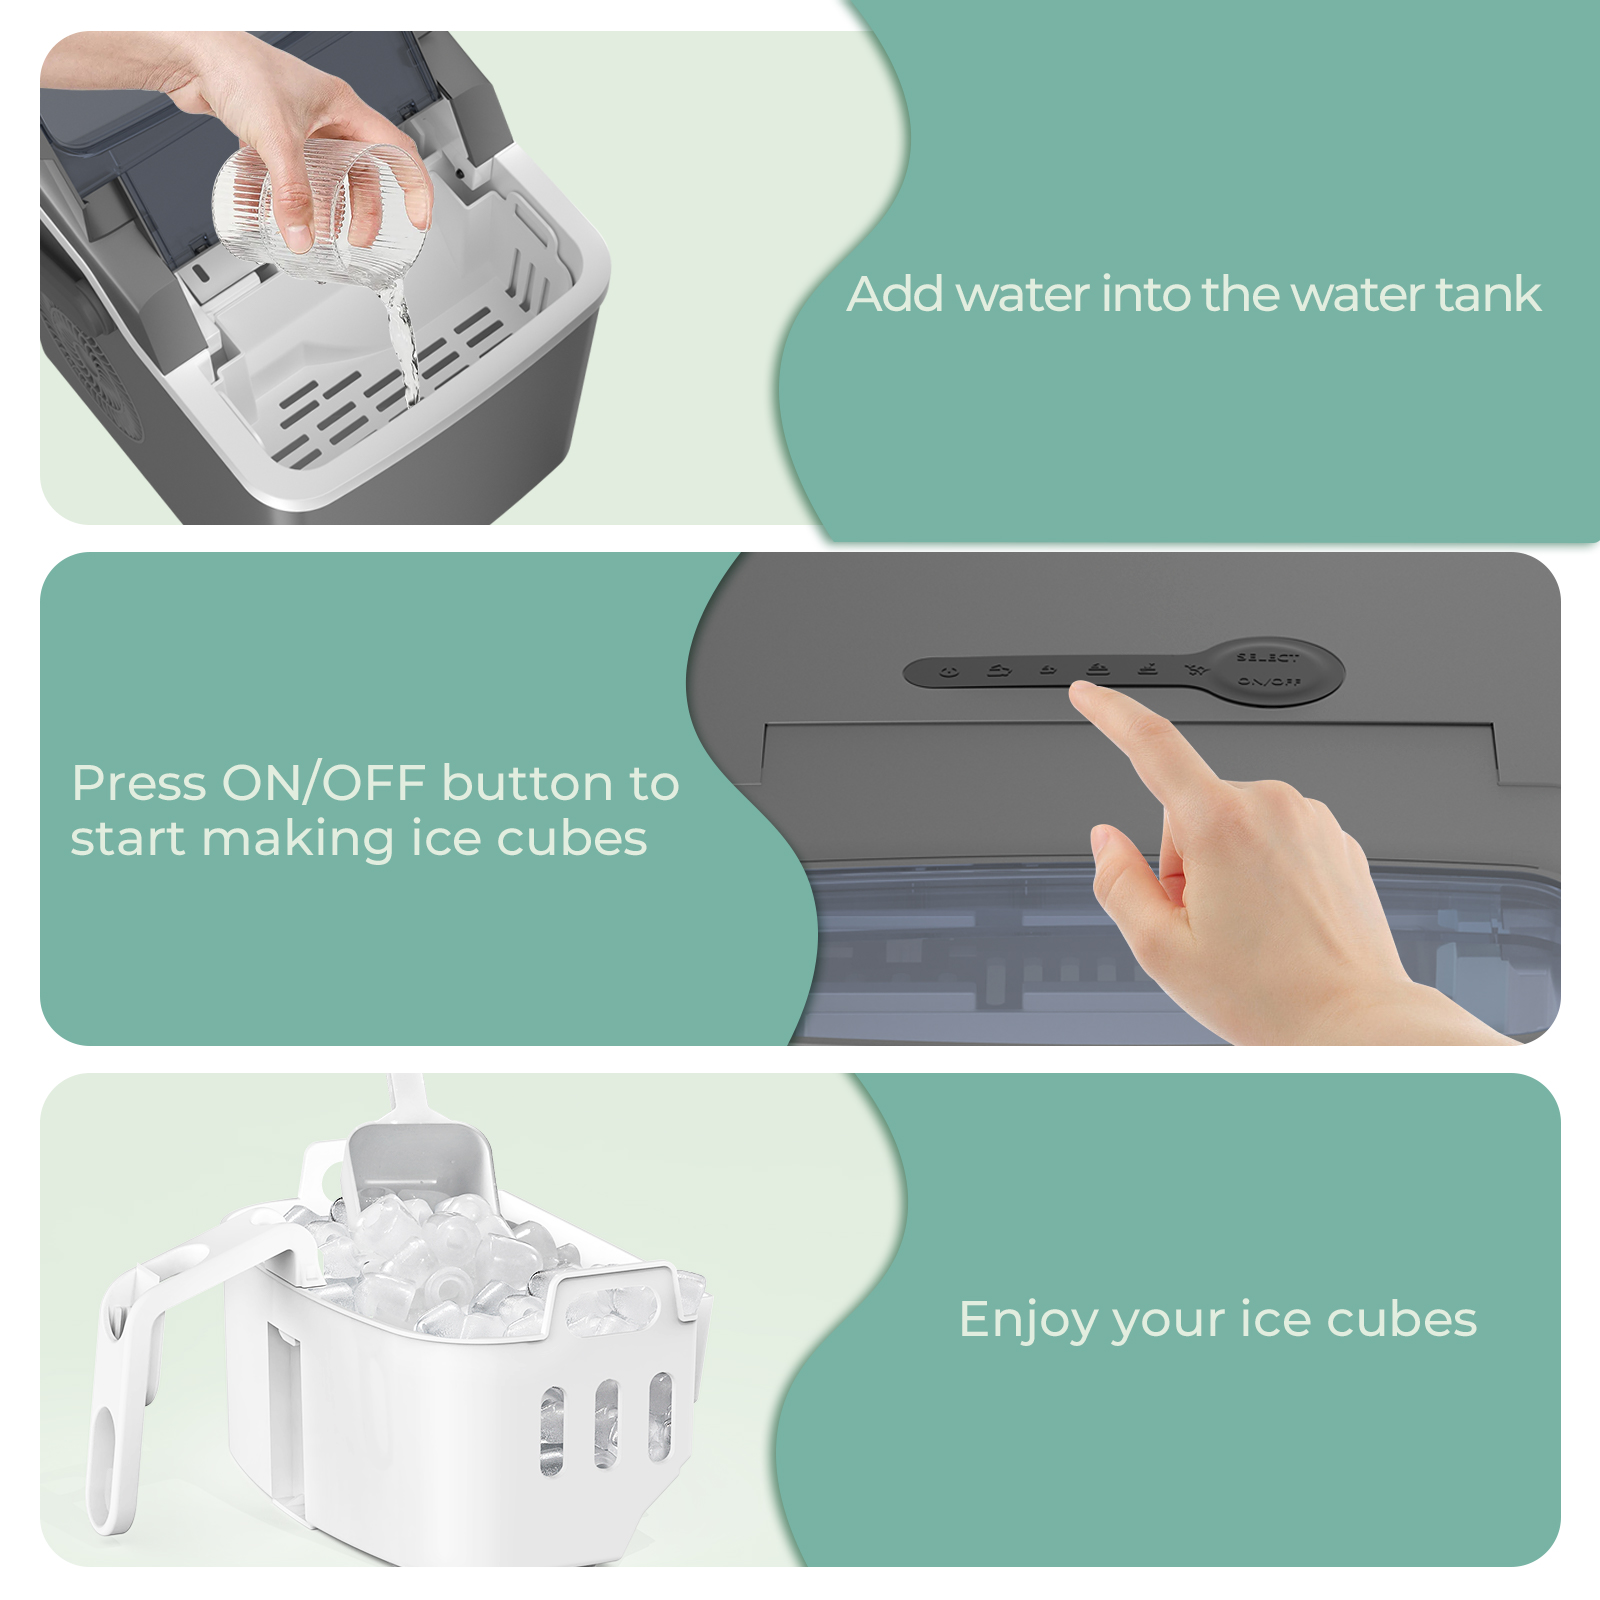 Add water into the water tank
SELECT
ON/OFF
Press ON/OFF button to
start making ice cubes
Enjoy your ice cubes